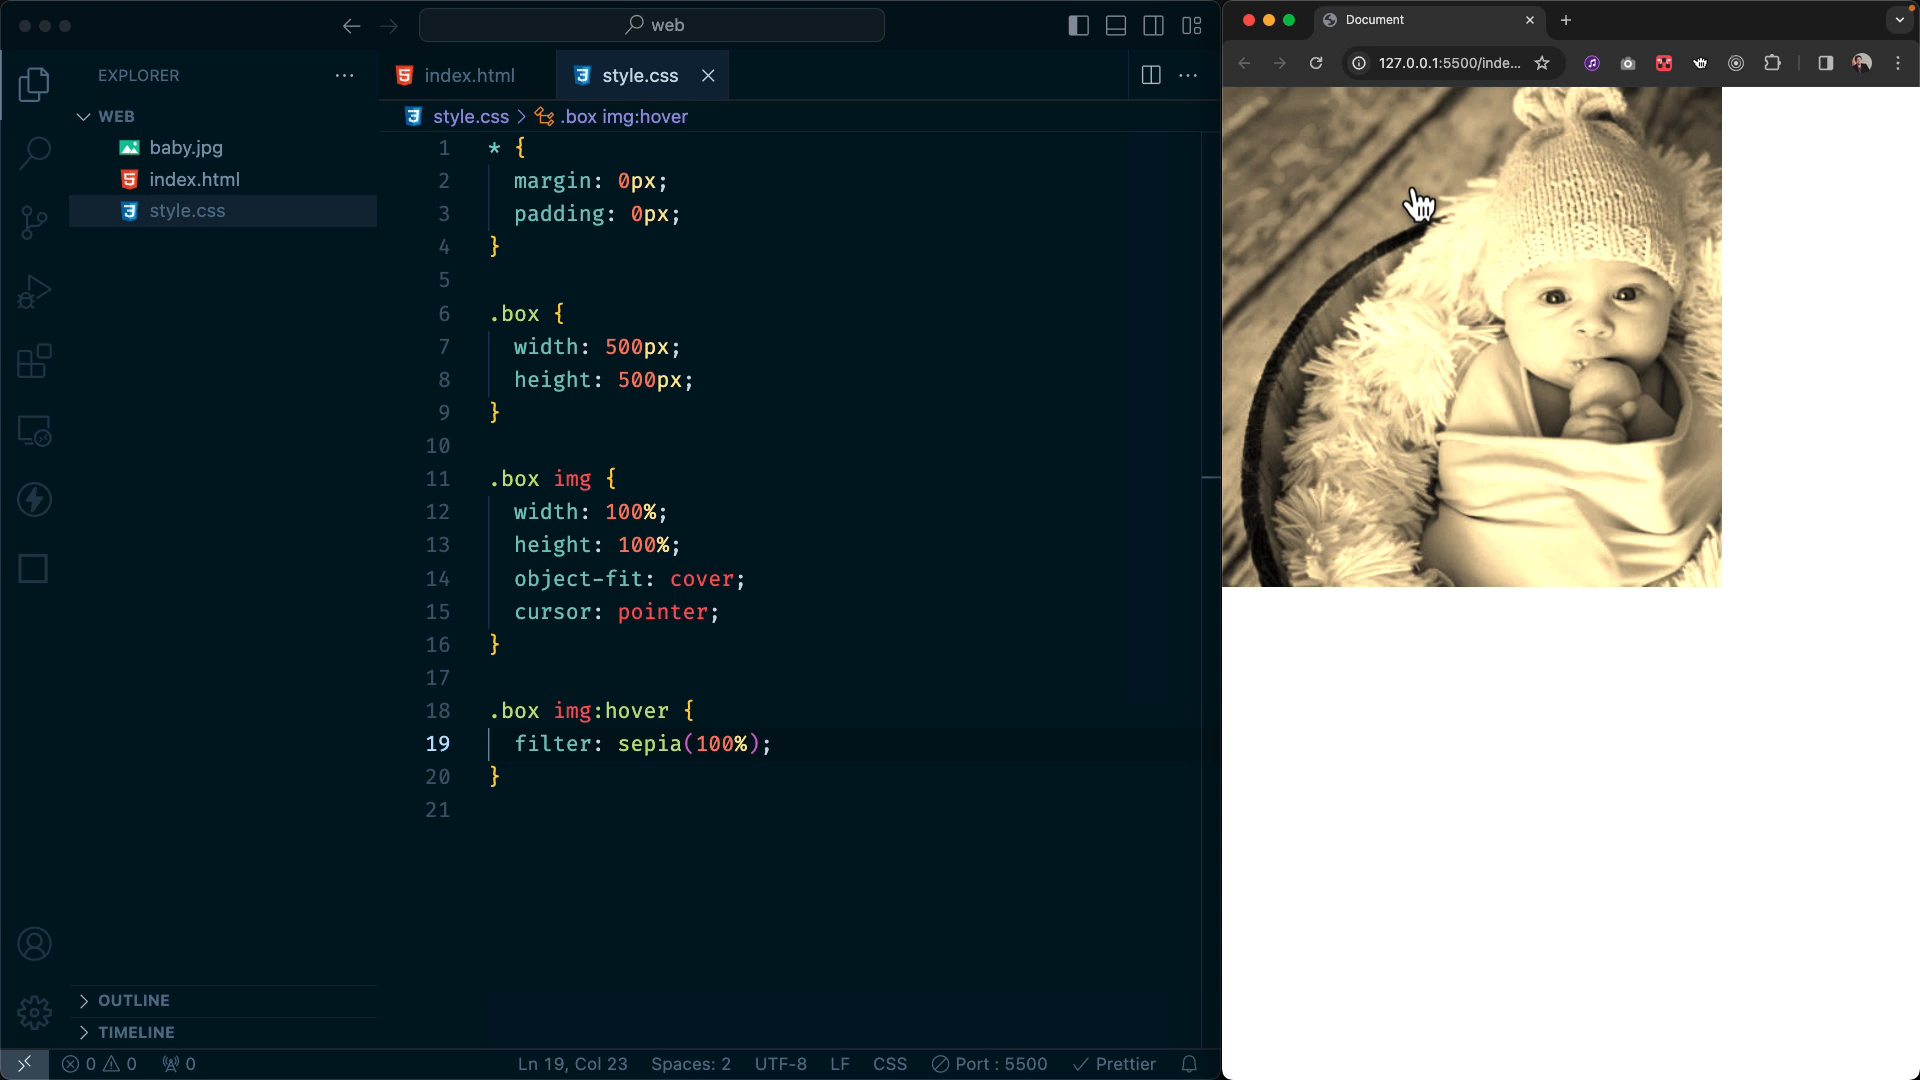 web
EXPLORER
WEB
baby.jpg
index.html
style.css
index.html
style.css
style.css > .box img:hover
1 * {
2 margin: 0px;
3 padding: 0px;
4 }
5
6 .box {
7 width: 500px;
8 height: 500px;
9 }
10
11 .box img {
12 width: 100%;
13 height: 100%;
14 object-fit: cover;
15 cursor: pointer;
16 }
17
18 .box img:hover {
19 filter: sepia(100%);
20 }
21
OUTLINE
TIMELINE
0 0 0 Ln 19, Col 23 Spaces: 2 UTF-8 LF CSS Port : 5500 Prettier
Document
127.0.0.1:5500/inde...